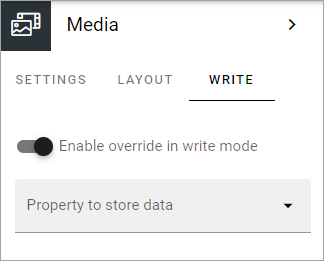 Media
SETTINGS LAYOUT WRITE
Enable override in write mode
Property to store data